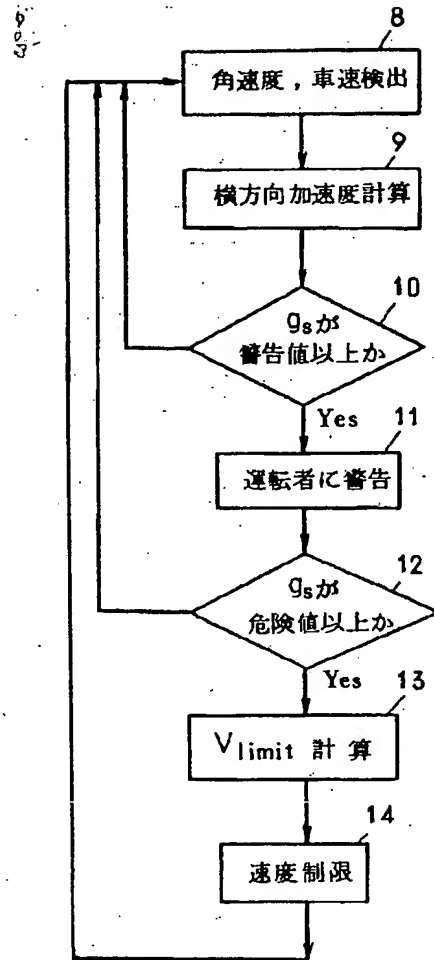 8
角速度,車速検出
9
横方向加速度計算
10
gsが
警告値以上か
Yes
11
運転者に警告
12
gsが
危険値以上か
Yes
13
Vlimit 計算
14
速度制限